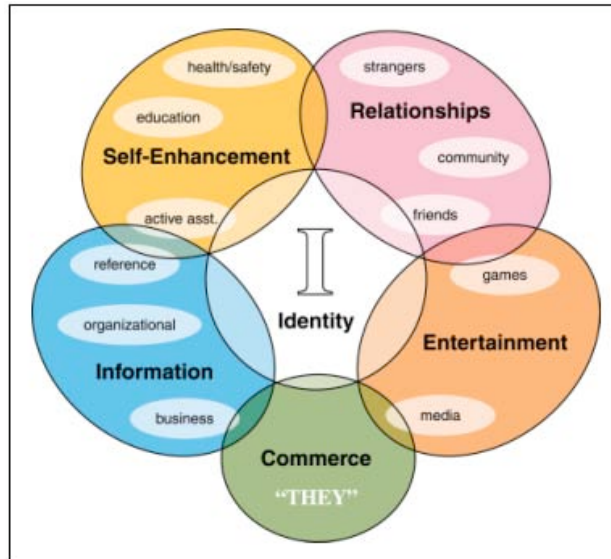 health/safety
education
Self-Enhancement
active asst.
strangers
Relationships
community
friends
I
Identity
reference
organizational
Information
business
games
Entertainment
media
Commerce
“THEY”